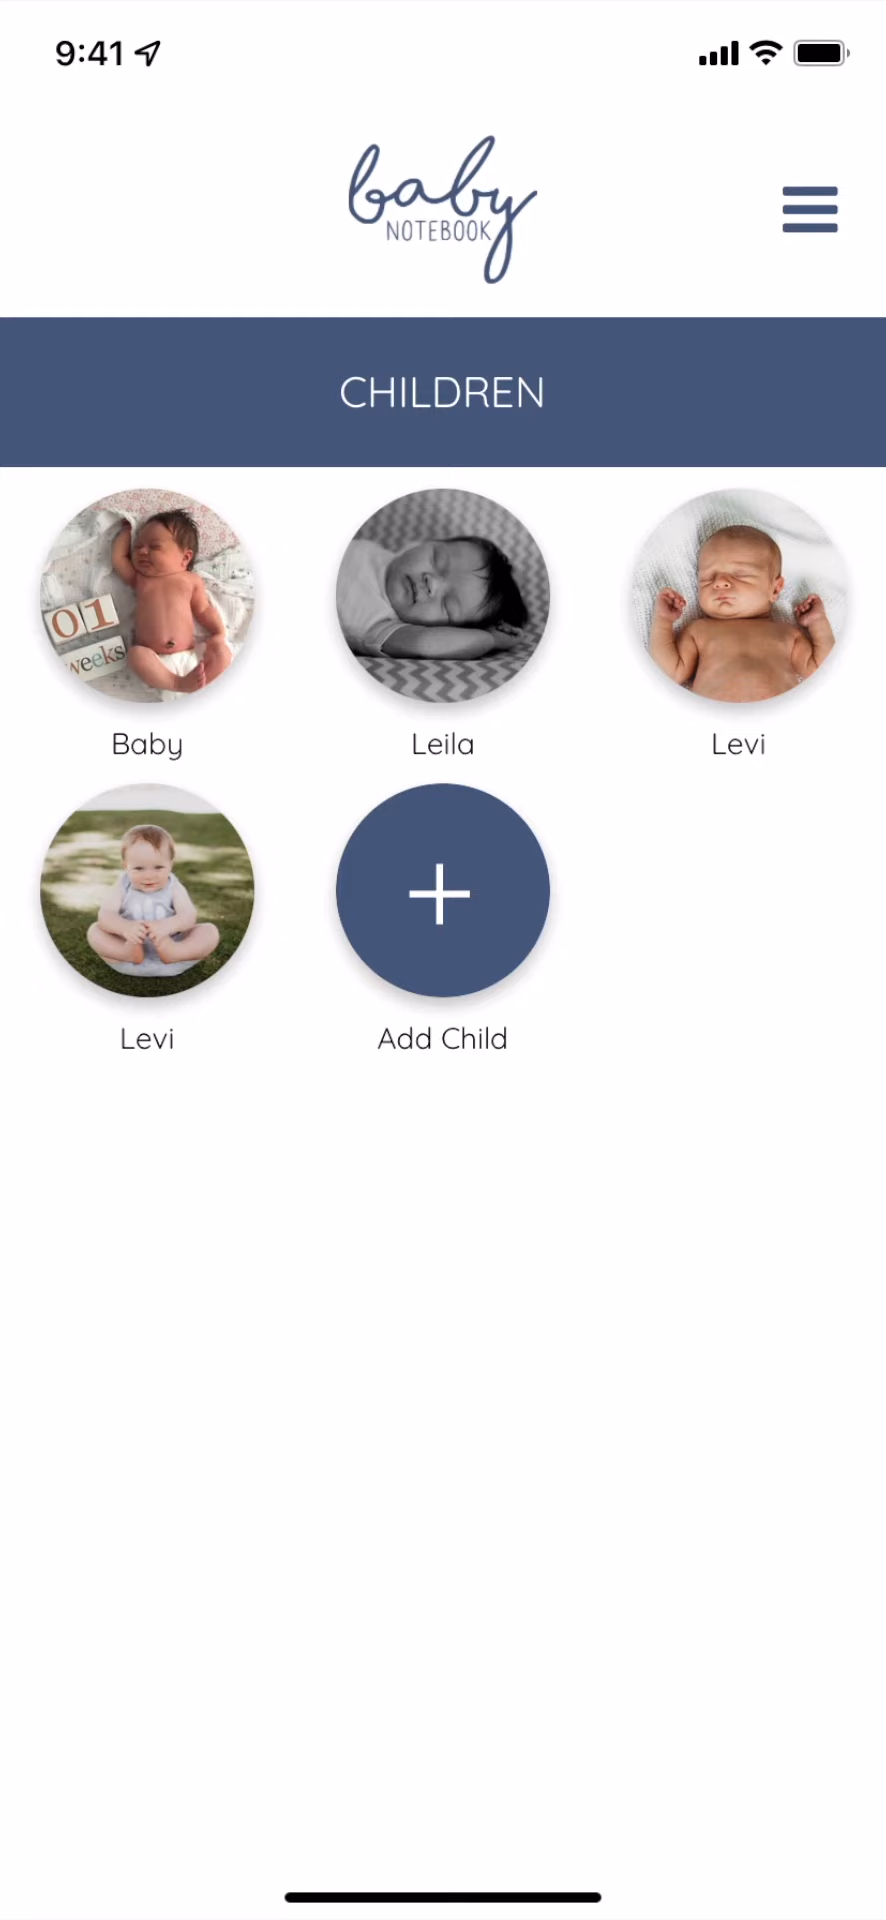 9:41
baby
NOTEBOOK
CHILDREN
01
weeks
Baby
Leila
Levi
Levi
Add Child